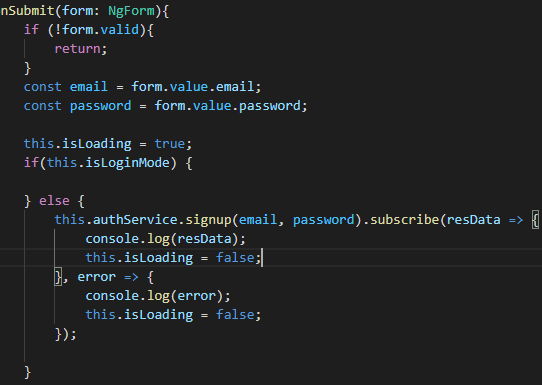 nSubmit(form: NgForm){
if (!form.valid){
return;
}
const email = form.value.email;
const password = form.value.password;
this.isLoading = true;
if(this.isLoginMode) {
} else {
this.authService.signup(email, password).subscribe(resData => {
console.log(resData);
this.isLoading = false;
}, error => {
console.log(error);
this.isLoading = false;
});
}